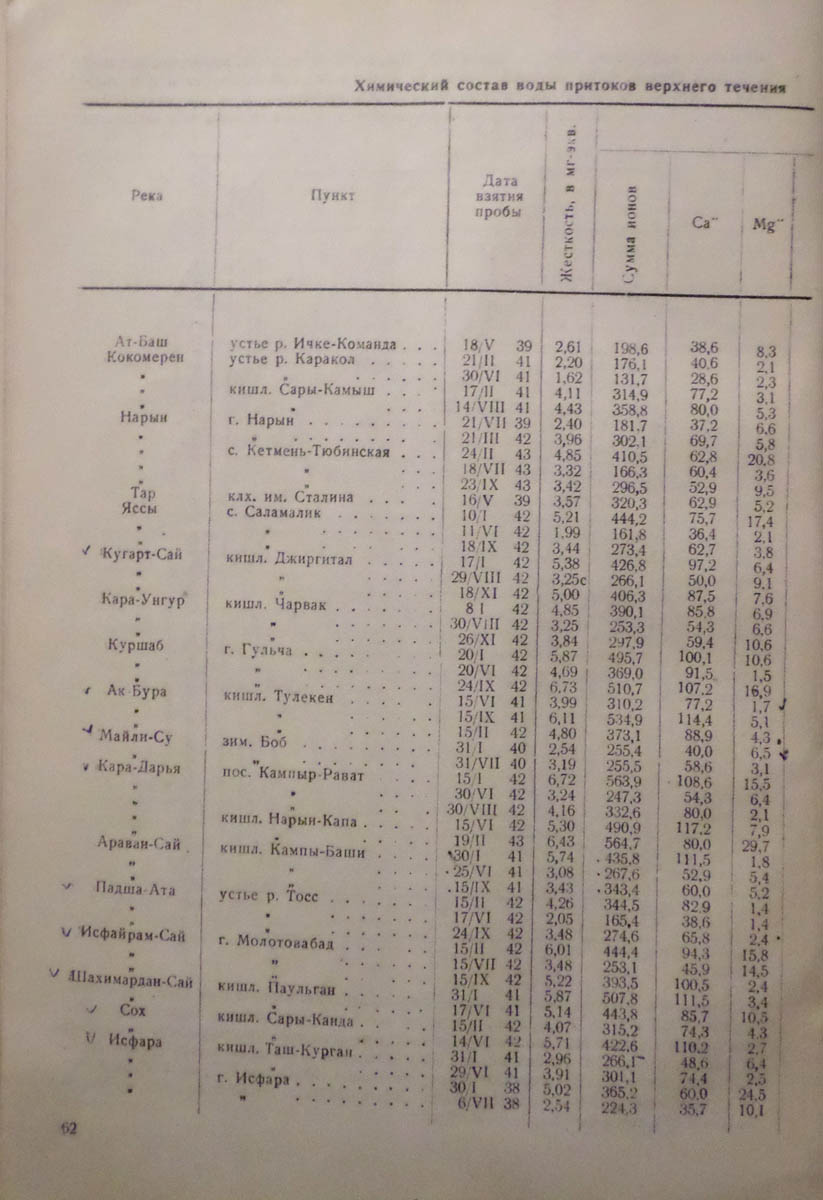 Химический состав воды притоков верхнего течения
Река Пункт Дата взятия пробы Жесткость, в мг-экв. Сумма ионов Ca·· Mg··
Ат-Баш устье р. Ичке-Команда . . . 18/V 39 2,61 198,6 38,6 8,3
Кокомерен устье р. Каракол . . . . . 21/II 41 2,20 176,1 40,6 2,1
" " . . . . . 30/VI 41 1,62 131,7 28,6 2,3
" кишл. Сары-Камыш . . . 17/II 41 4,11 314,9 77,2 3,1
" " . . . 14/VIII 41 4,43 358,8 80,0 5,3
Нарын г. Нарын . . . . . . . . 21/VII 39 2,40 181,7 37,2 6,6
" " . . . . . . . . 21/III 42 3,96 302,1 69,7 5,8
" с. Кетмень-Тюбинская . . . 24/II 43 4,85 410,5 62,8 20,8
" " . . . 18/VII 43 3,32 166,3 60,4 3,6
" " . . . 23/IX 43 3,42 296,5 52,9 9,5
Тар клх. им. Сталина . . . . 16/V 39 3,57 320,3 62,9 5,2
Яссы с. Саламалик . . . . . . . 10/I 42 5,21 444,2 75,7 17,4
" " . . . . . . . 11/VI 42 1,99 161,8 36,4 2,1
" " . . . . . . . 18/IX 42 3,44 273,4 62,7 3,8
✓ Кугарт-Сай кишл. Джиргитал . . . . . 17/I 42 5,38 426,8 97,2 6,4
" " . . . . . 29/VIII 42 3,25с 266,1 50,0 9,1
" " 18/XI 42 5,00 406,3 87,5 7,6
Кара-Унгур кишл. Чарвак . . . . . . . 8 I 42 4,85 390,1 85,8 6,9
" " . . . . . . . 30/VIII 42 3,25 253,3 54,3 6,6
" " 26/XI 42 3,84 297,9 59,4 10,6
Куршаб г. Гульча . . . . . . . . 20/I 42 5,87 495,7 100,1 10,6
" " . . . . . . . . 20/VI 42 4,69 369,0 91,5 1,5
" " 24/IX 42 6,73 510,7 107,2 16,9
✓ Ак Бура кишл. Тулекен . . . . . . 15/VI 41 3,99 310,2 77,2 1,7 ✓
" " . . . . . . 15/IX 41 6,11 534,9 114,4 5,1
" " 15/II 42 4,80 373,1 88,9 4,3
✓ Майли-Су зим. Боб . . . . . . . . 31/I 40 2,54 255,4 40,0 6,5 ✓
" " . . . . . . . . 31/VII 40 3,19 255,5 58,6 3,1
✓ Кара-Дарья пос. Кампыр-Рават . . . . 15/I 42 6,72 563,9 108,6 15,5
" " . . . . 30/VI 42 3,24 247,3 54,3 6,4
" " . . 30/VIII 42 4,16 332,6 80,0 2,1
" кишл. Нарын-Капа . . . . . 15/VI 42 5,30 490,9 117,2 7,9
" " . . . . . 19/II 43 6,43 564,7 80,0 29,7
Араван-Сай кишл. Кампы-Баши . . . . 30/I 41 5,74 435,8 111,5 1,8
" " . . . . 25/VI 41 3,08 267,6 52,9 5,4
" " 15/IX 41 3,43 343,4 60,0 5,2
✓ Падша-Ата устье р. Тосс . . . . . . 15/II 42 4,26 344,5 82,9 1,4
" " . . . . . . 17/VI 42 2,05 165,4 38,6 1,4
" " 24/IX 42 3,48 274,6 65,8 2,4
✓ Исфайрам-Сай г. Молотовабад . . . . . 15/II 42 6,01 444,4 94,3 15,8
" " . . . . . 15/VII 42 3,48 253,1 45,9 14,5
" " 15/IX 42 5,22 393,5 100,5 2,4
✓ Шахимардан-Сай кишл. Паульган . . . . . 31/I 41 5,87 507,8 111,5 3,4
" " . . . . . 17/VI 41 5,14 443,8 85,7 10,5
✓ Сох кишл. Сары-Канда . . . . . 15/II 42 4,07 315,2 74,3 4,3
" " . . . . . 14/VI 42 5,71 422,6 110,2 2,7
✓ Исфара кишл. Таш-Курган . . . . . 31/I 41 2,96 266,1 48,6 6,4
" " . . . . . 29/VI 41 3,91 301,1 74,4 2,5
" г. Исфара . . . . . . . . 30/I 38 5,02 365,2 60,0 24,5
" " . . . . . . . . 6/VII 38 2,54 224,3 35,7 10,1
62